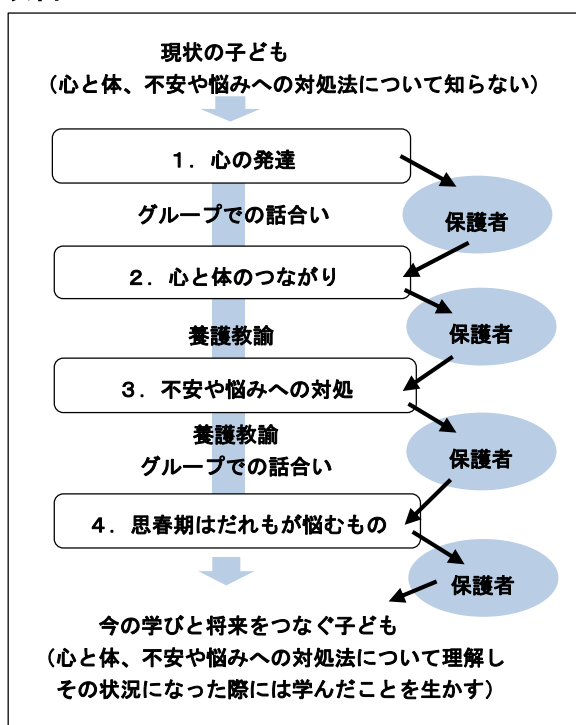 現状の子ども
（心と体、不安や悩みへの対処法について知らない）
１．心の発達
グループでの話合い
保護者
２．心と体のつながり
養護教諭
保護者
３．不安や悩みへの対処
養護教諭
グループでの話合い
保護者
４．思春期はだれもが悩むもの
保護者
今の学びと将来をつなぐ子ども
（心と体、不安や悩みへの対処法について理解し
その状況になった際には学んだことを生かす）